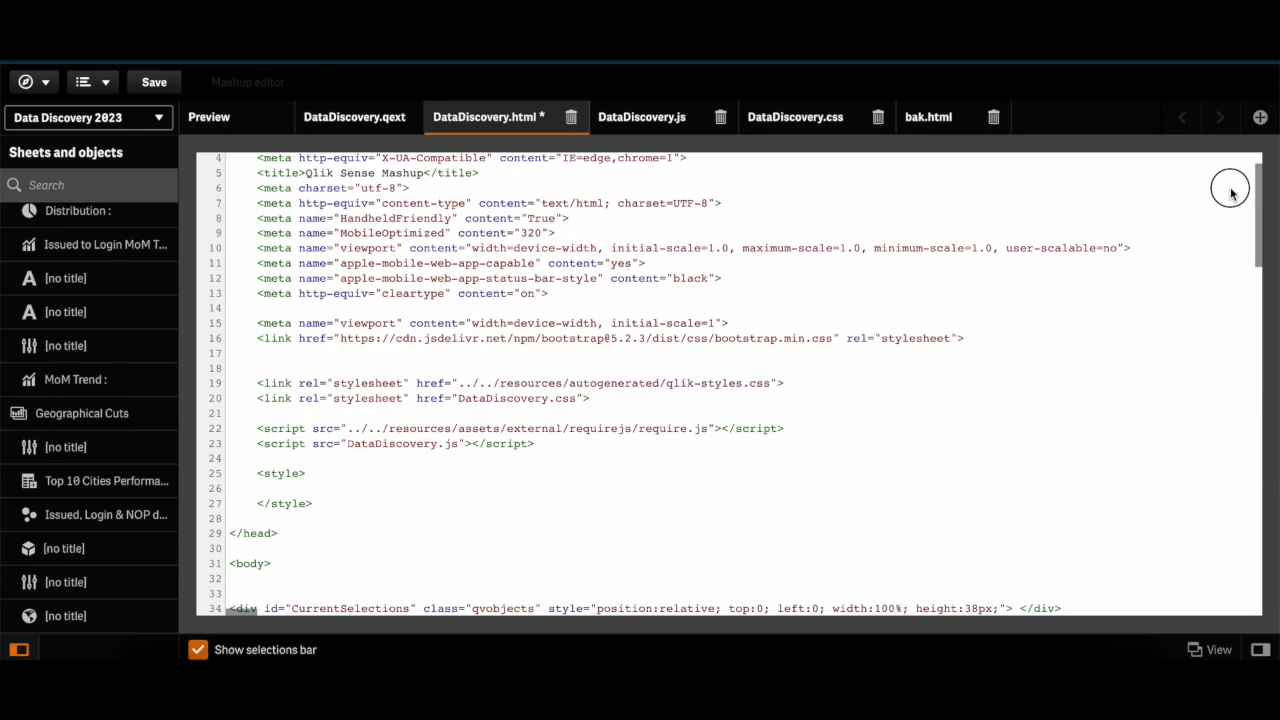 Save
Mashup editor
Data Discovery 2023
Preview
DataDiscovery.qext
DataDiscovery.html *
DataDiscovery.js
DataDiscovery.css
bak.html
Sheets and objects
Search
Distribution :
Issued to Login MoM T...
[no title]
[no title]
[no title]
MoM Trend :
Geographical Cuts
[no title]
Top 10 Cities Performa...
Issued, Login & NOP d...
[no title]
[no title]
[no title]
4 <meta http-equiv="X-UA-Compatible" content="IE=edge,chrome=1">
5 <title>Qlik Sense Mashup</title>
6 <meta charset="utf-8">
7 <meta http-equiv="content-type" content="text/html; charset=UTF-8">
8 <meta name="HandheldFriendly" content="True">
9 <meta name="MobileOptimized" content="320">
10 <meta name="viewport" content="width=device-width, initial-scale=1.0, maximum-scale=1.0, minimum-scale=1.0, user-scalable=no">
11 <meta name="apple-mobile-web-app-capable" content="yes">
12 <meta name="apple-mobile-web-app-status-bar-style" content="black">
13 <meta http-equiv="cleartype" content="on">
14
15 <meta name="viewport" content="width=device-width, initial-scale=1">
16 <link href="https://cdn.jsdelivr.net/npm/bootstrap@5.2.3/dist/css/bootstrap.min.css" rel="stylesheet">
17
18
19 <link rel="stylesheet" href="../../resources/autogenerated/qlik-styles.css">
20 <link rel="stylesheet" href="DataDiscovery.css">
21
22 <script src="../../resources/assets/external/requirejs/require.js"></script>
23 <script src="DataDiscovery.js"></script>
24
25 <style>
26
27 </style>
28
29 </head>
30
31 <body>
32
33
34 <div id="CurrentSelections" class="qvobjects" style="position:relative; top:0; left:0; width:100%; height:38px;"> </div>
Show selections bar
View